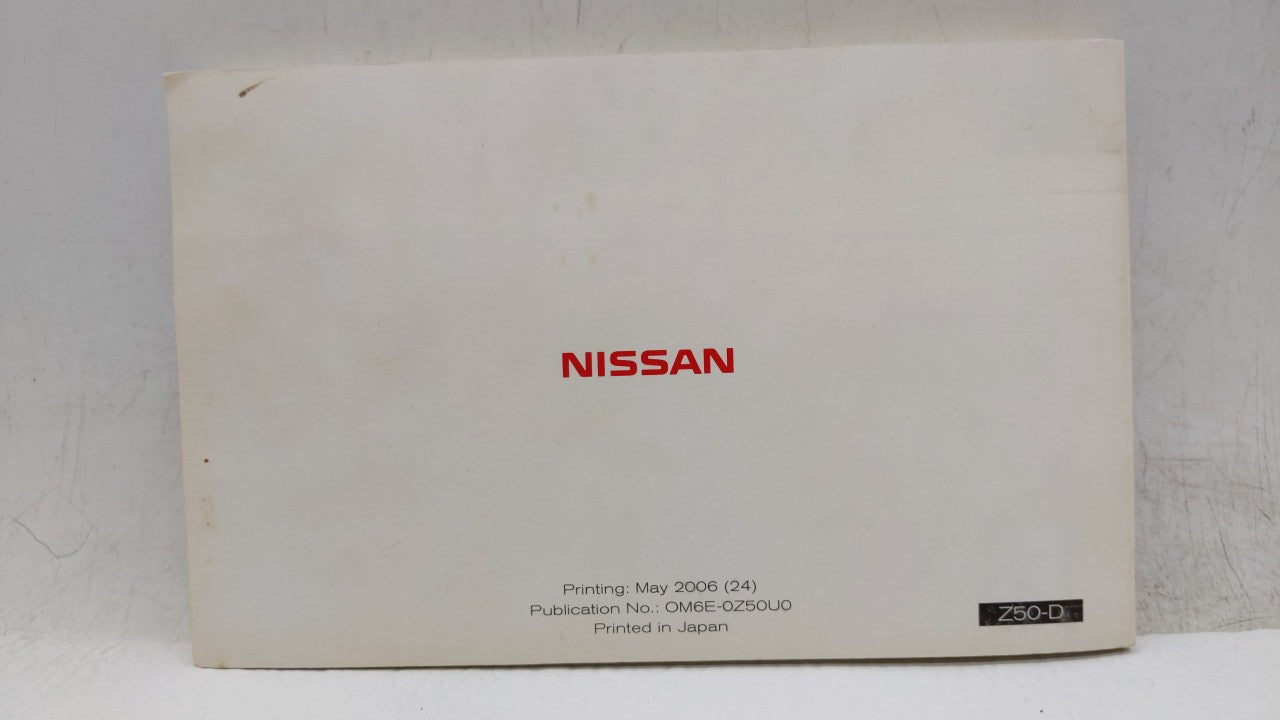 NISSAN
Printing: May 2006 (24)
Publication No.: OM6E-0Z50U0
Printed in Japan
Z50-D